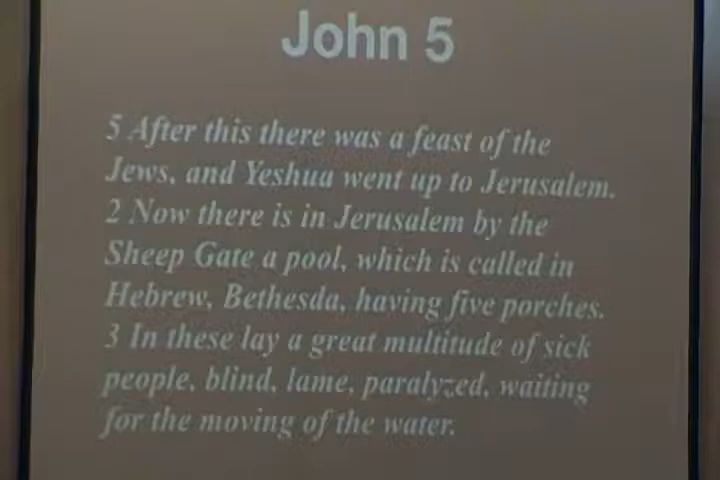 John 5
5 After this there was a feast of the
Jews, and Yeshua went up to Jerusalem.
2 Now there is in Jerusalem by the
Sheep Gate a pool, which is called in
Hebrew, Bethesda, having five porches.
3 In these lay a great multitude of sick
people, blind, lame, paralyzed, waiting
for the moving of the water.